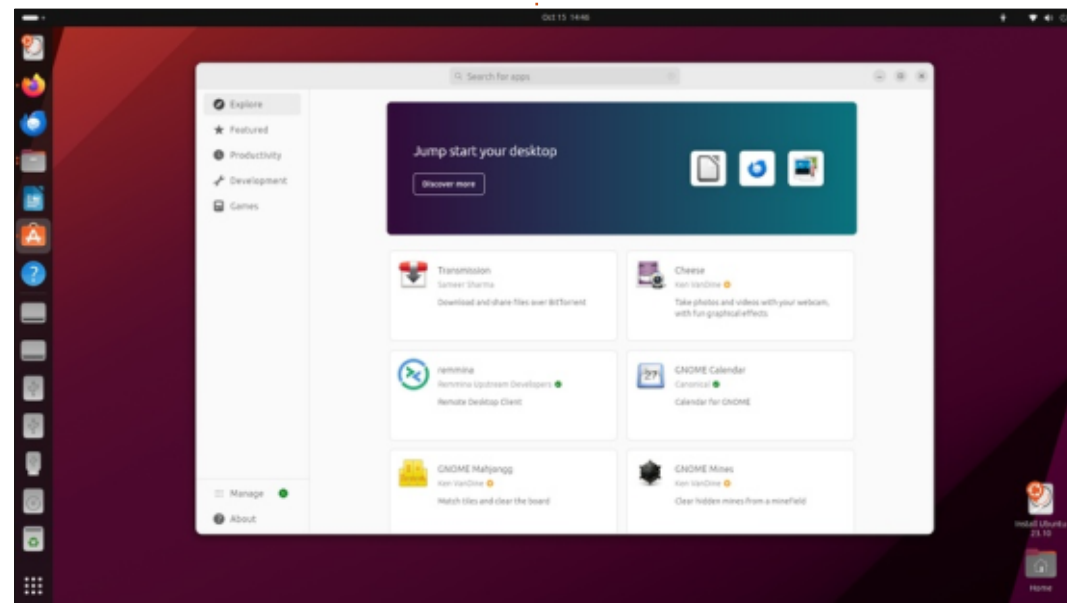 Oct 15 14:46
Search for apps
Explore
Featured
Productivity
Development
Games
Manage
About
Jump start your desktop
Discover more
Transmission
Sameer Sharma
Download and share files over BitTorrent
Cheese
Ken VanDine
Take photos and videos with your webcam,
with fun graphical effects.
remmina
Remmina Upstream Developers
Remote Desktop Client
27
GNOME Calendar
Canonical
Calendar for GNOME
GNOME Mahjongg
Ken VanDine
Match tiles and clear the board
GNOME Mines
Ken VanDine
Clear hidden mines from a minefield
Install Ubuntu
23.10
Home